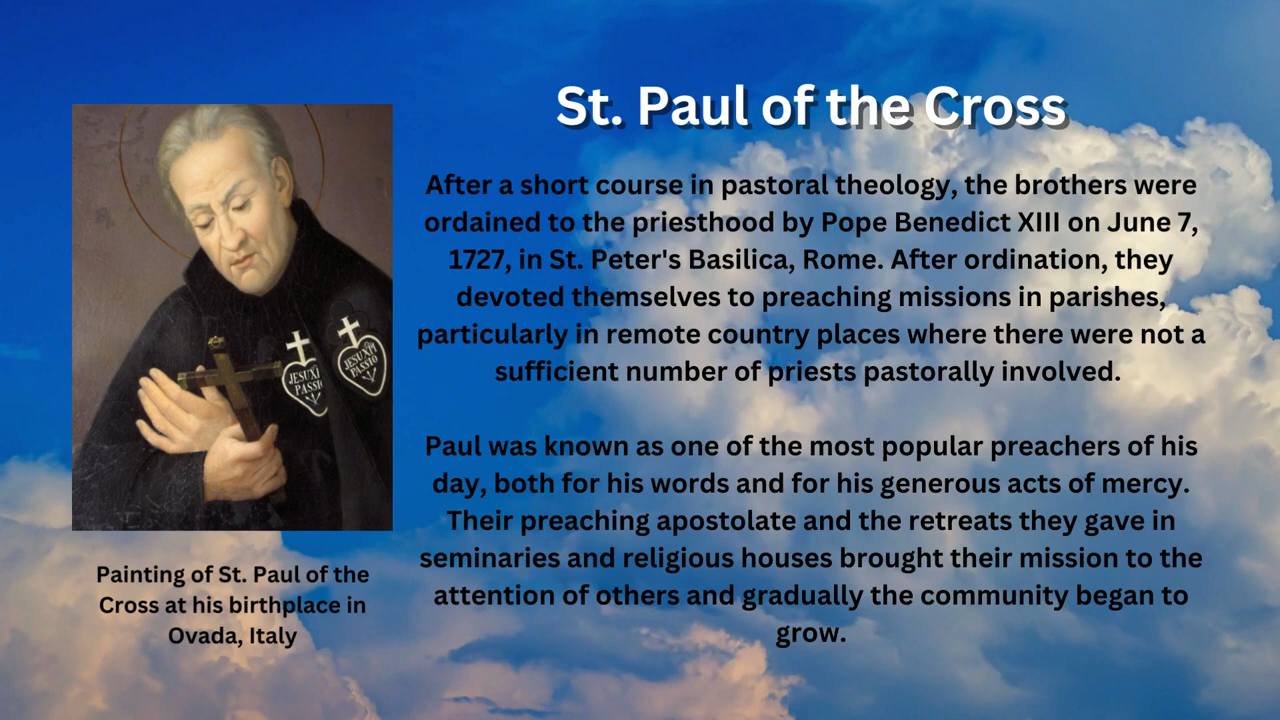 St. Paul of the Cross
After a short course in pastoral theology, the brothers were
ordained to the priesthood by Pope Benedict XIII on June 7,
1727, in St. Peter's Basilica, Rome. After ordination, they
devoted themselves to preaching missions in parishes,
particularly in remote country places where there were not a
sufficient number of priests pastorally involved.
Paul was known as one of the most popular preachers of his
day, both for his words and for his generous acts of mercy.
Their preaching apostolate and the retreats they gave in
seminaries and religious houses brought their mission to the
attention of others and gradually the community began to
grow.
JESU XPI
PASSIO
JESU XPI
PASSIO
Painting of St. Paul of the
Cross at his birthplace in
Ovada, Italy